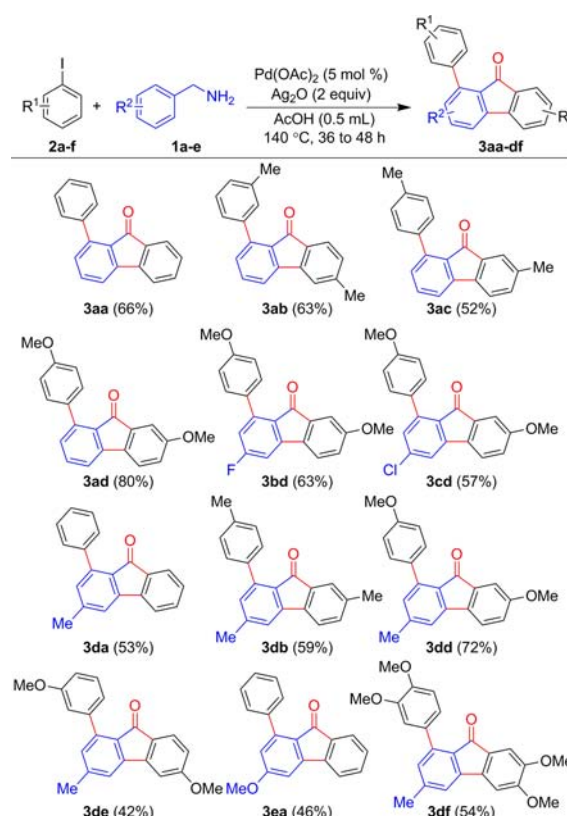 I
R¹
+
R²
NH₂
Pd(OAc)₂ (5 mol %)
Ag₂O (2 equiv)
AcOH (0.5 mL)
140 °C, 36 to 48 h
R¹
O
R²
R
2a-f
1a-e
3aa-df
O
3aa (66%)
Me
O
Me
3ab (63%)
Me
O
Me
3ac (52%)
MeO
O
OMe
3ad (80%)
MeO
O
OMe
F
3bd (63%)
MeO
O
OMe
Cl
3cd (57%)
O
Me
3da (53%)
Me
O
Me
Me
3db (59%)
MeO
O
OMe
Me
3dd (72%)
MeO
O
Me
OMe
3de (42%)
O
MeO
3ea (46%)
MeO
MeO
O
OMe
Me
OMe
3df (54%)